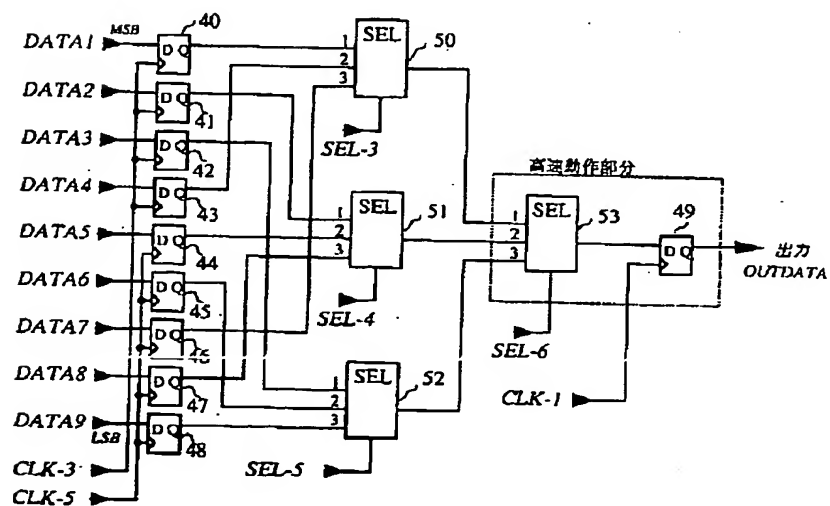 DATA1 MSB D Q 40
DATA2 D Q 41
DATA3 D Q 42
DATA4 D Q 43
DATA5 D Q 44
DATA6 D Q 45
DATA7 D Q 46
DATA8 D Q 47
DATA9 LSB D Q 48
CLK-3
CLK-5
1 2 3 SEL 50
SEL-3
1 2 3 SEL 51
SEL-4
1 2 3 SEL 52
SEL-5
高速動作部分
1 2 3 SEL 53
SEL-6
D Q 49
CLK-1
出力
OUTDATA